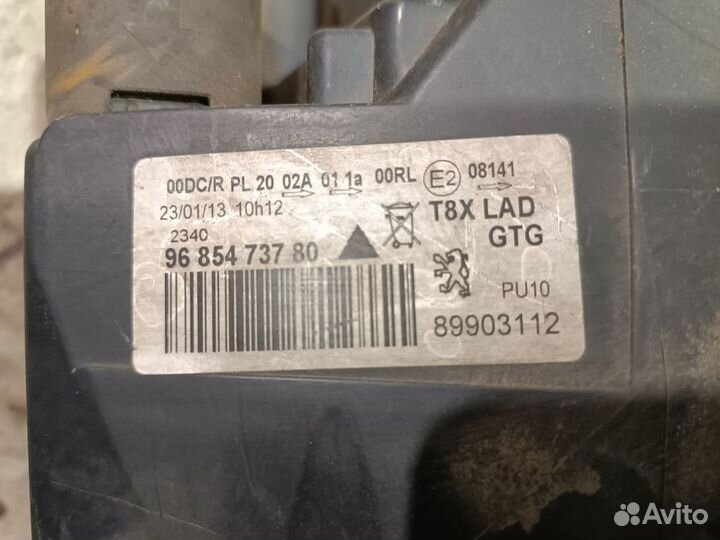 00DC/R PL 20 02A 01 1a 00RL E2 08141
23/01/13 10h12
T8X LAD
2340
GTG
96 854 737 80
PU10
89903112
Avito